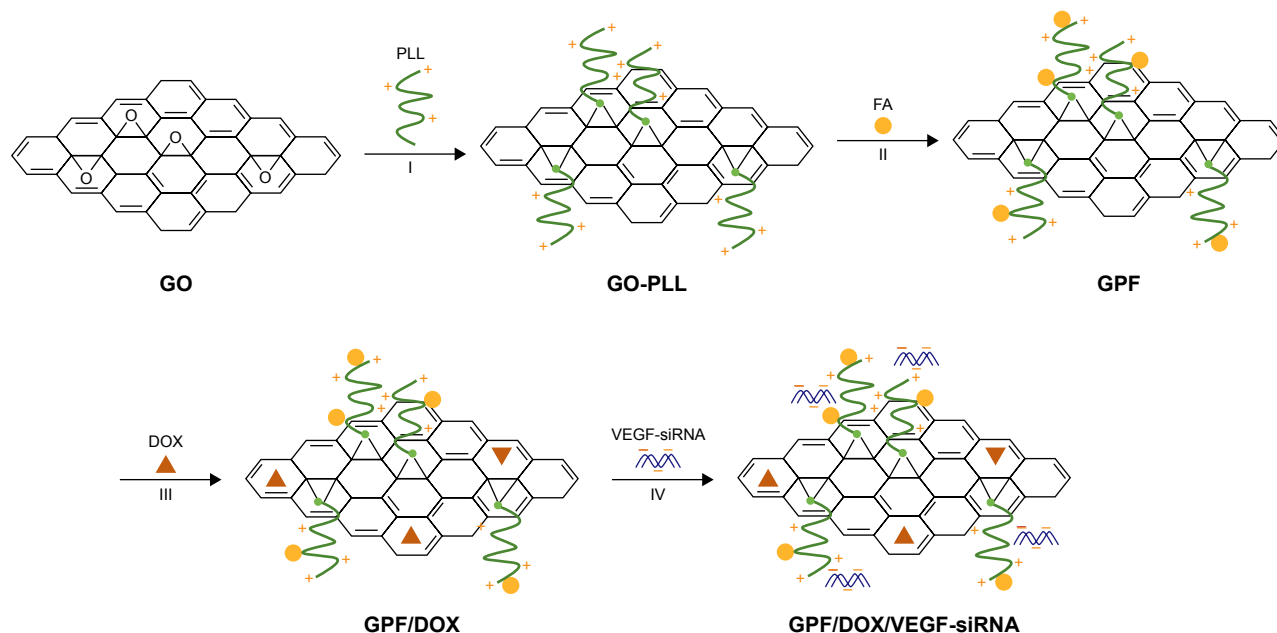 PLL
I
FA
II
O
O
O
O
GO
GO-PLL
GPF
DOX
III
VEGF-siRNA
IV
GPF/DOX
GPF/DOX/VEGF-siRNA